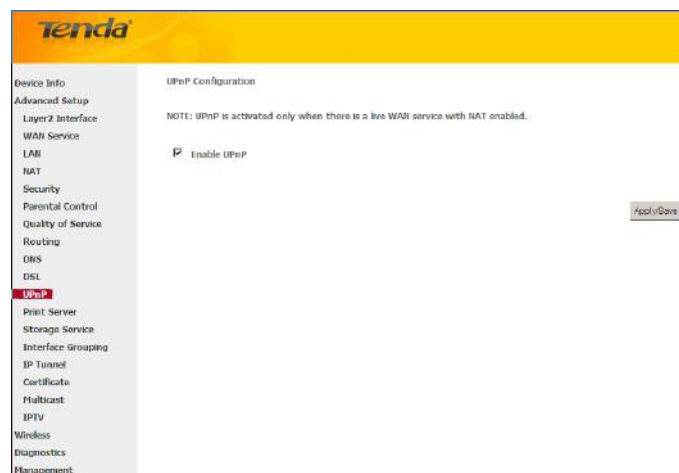 Tenda
Device Info
Advanced Setup
Layer2 Interface
WAN Service
LAN
NAT
Security
Parental Control
Quality of Service
Routing
DNS
DSL
UPnP
Print Server
Storage Service
Interface Grouping
IP Tunnel
Certificate
Multicast
IPTV
Wireless
Diagnostics
Management
UPnP Configuration
NOTE: UPnP is activated only when there is a live WAN service with NAT enabled.
Enable UPnP
Apply/Save